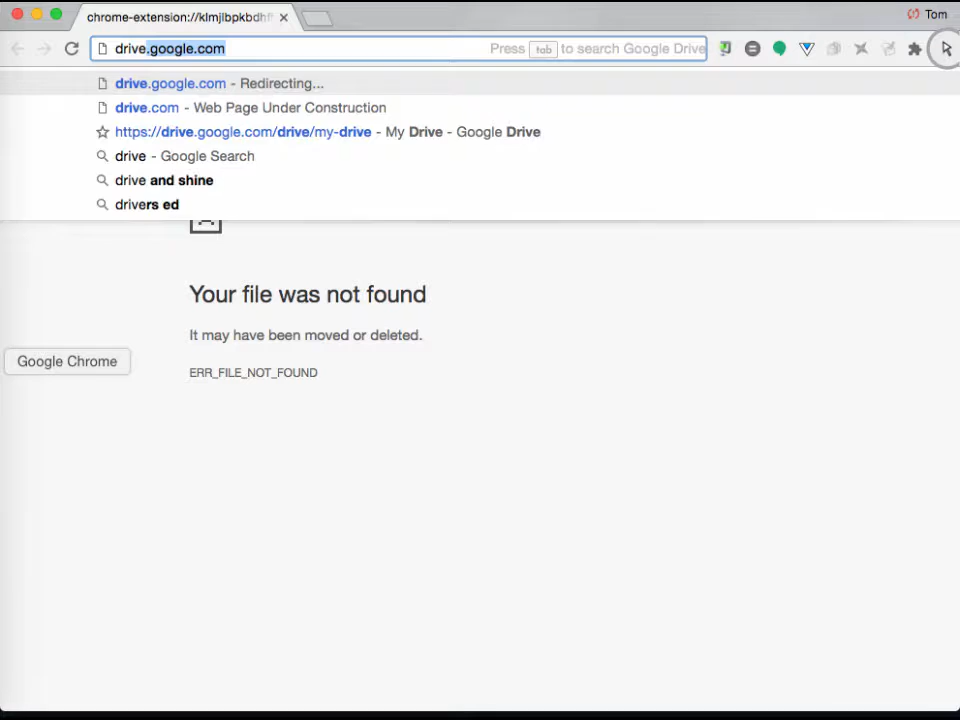 chrome-extension://klmjlbpkbdhf
Tom
drive.google.com
Press tab to search Google Drive
drive.google.com - Redirecting...
drive.com - Web Page Under Construction
https://drive.google.com/drive/my-drive - My Drive - Google Drive
drive - Google Search
drive and shine
drivers ed
Your file was not found
It may have been moved or deleted.
Google Chrome
ERR_FILE_NOT_FOUND